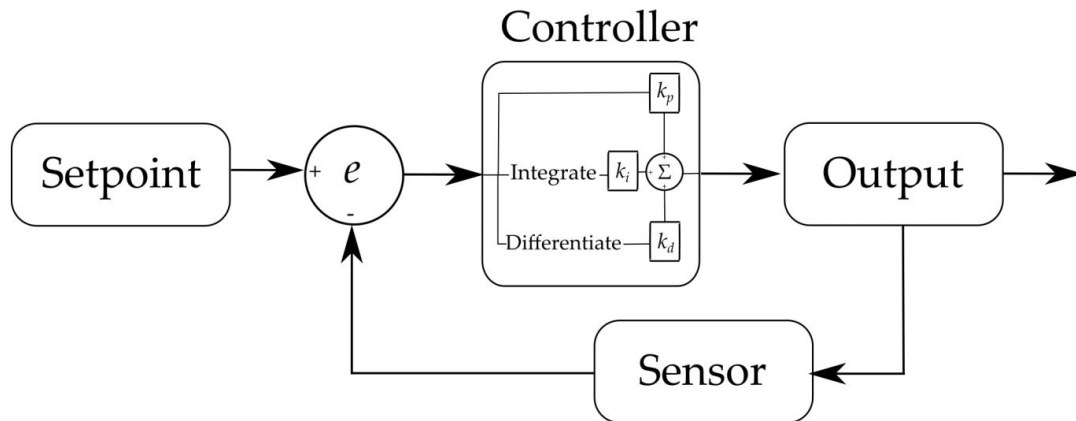 Controller
k_p
+
Setpoint
+ e
-
Integrate k_i + Σ
+
Output
Differentiate k_d
Sensor